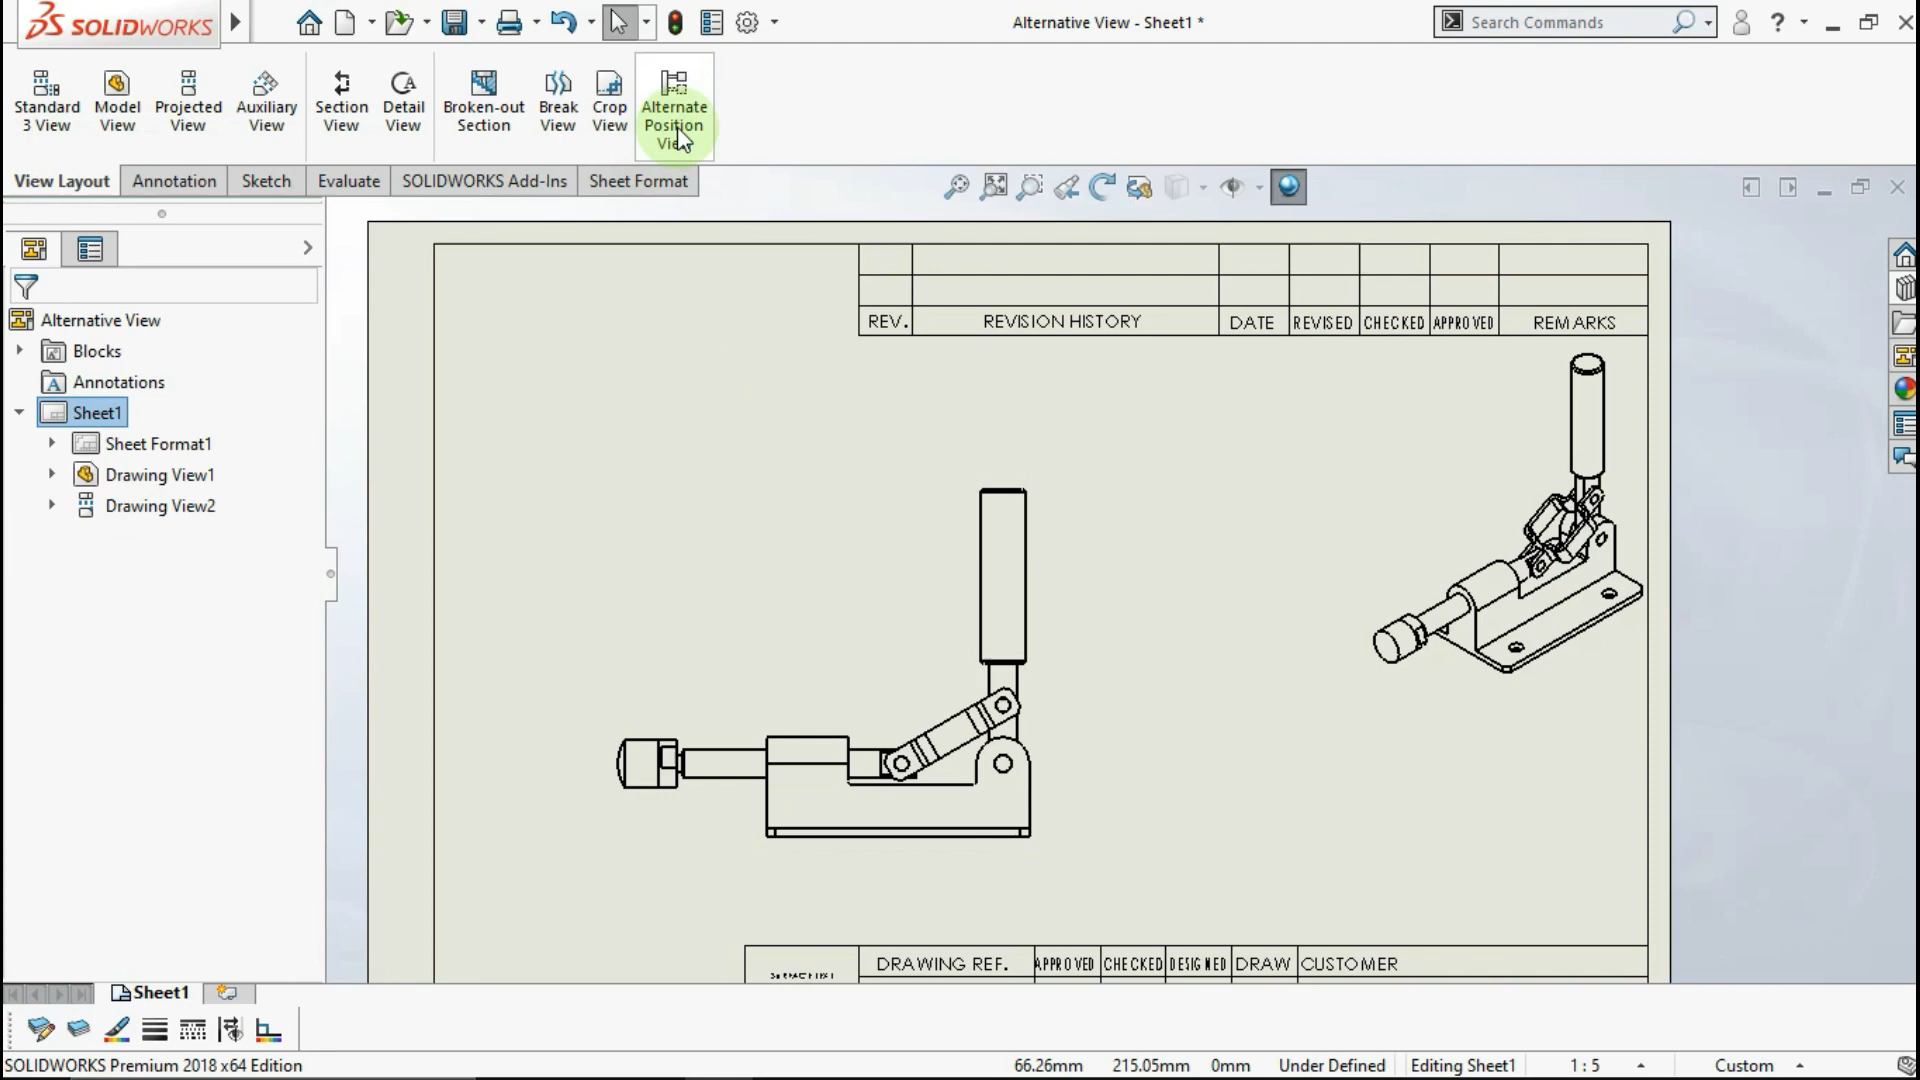 SOLIDWORKS
Alternative View - Sheet1 *
Search Commands
Standard
3 View
Model
View
Projected
View
Auxiliary
View
Section
View
Detail
View
Broken-out
Section
Break
View
Crop
View
Alternate
Position
View
View Layout
Annotation
Sketch
Evaluate
SOLIDWORKS Add-Ins
Sheet Format
Alternative View
Blocks
Annotations
Sheet1
Sheet Format1
Drawing View1
Drawing View2
REV.
REVISION HISTORY
DATE
REVISED
CHECKED
APPROVED
REMARKS
DRAWING REF.
APPROVED
CHECKED
DESIGNED
DRAW
CUSTOMER
Sheet1
SOLIDWORKS Premium 2018 x64 Edition
66.26mm
215.05mm
0mm
Under Defined
Editing Sheet1
1 : 5
Custom